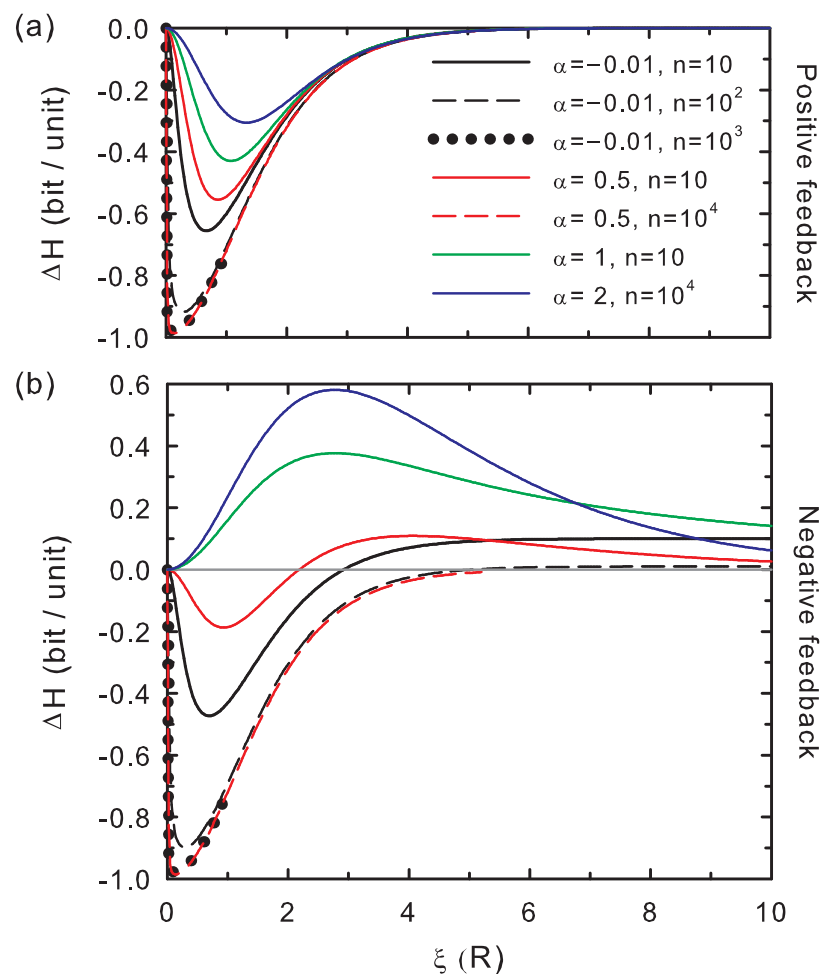 (a)
0.0
-0.2
-0.4
-0.6
-0.8
-1.0
ΔH (bit / unit)
α=−0.01, n=10
α=−0.01, n=10²
α=−0.01, n=10³
α= 0.5, n=10
α= 0.5, n=10⁴
α= 1, n=10
α= 2, n=10⁴
Positive feedback
(b)
0.6
0.4
0.2
0.0
-0.2
-0.4
-0.6
-0.8
-1.0
ΔH (bit / unit)
Negative feedback
0 2 4 6 8 10
ξ (R)